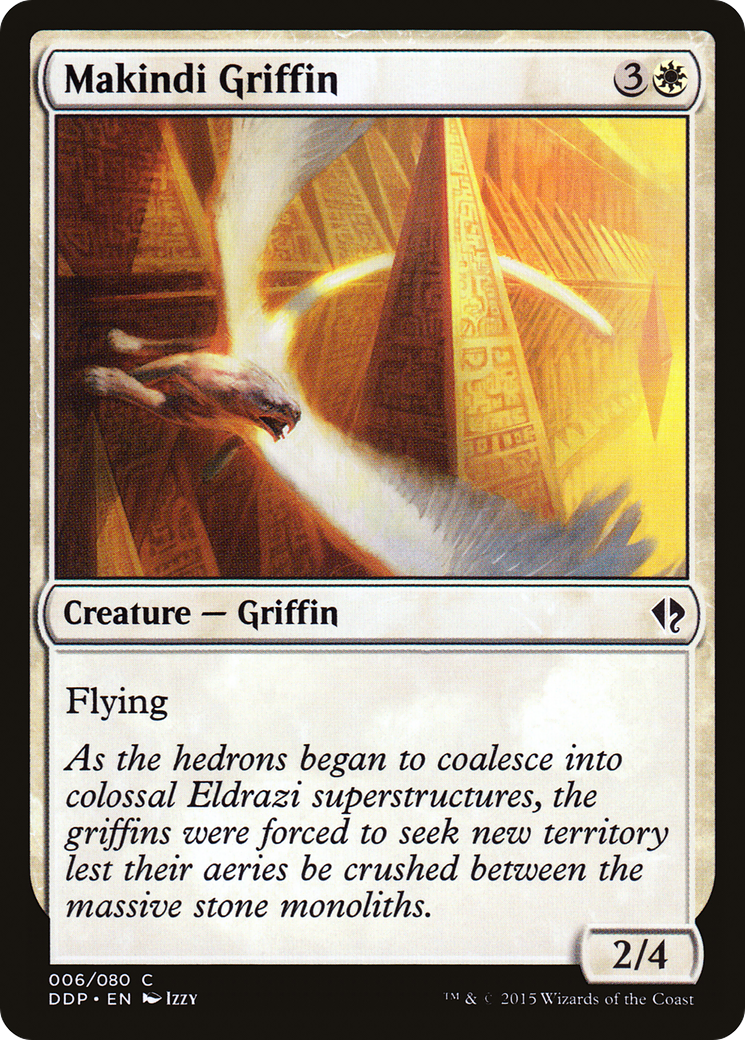 Makindi Griffin 3
Creature — Griffin
Flying
As the hedrons began to coalesce into
colossal Eldrazi superstructures, the
griffins were forced to seek new territory
lest their aeries be crushed between the
massive stone monoliths.
2/4
006/080 C
DDP • EN Izzy
™ & © 2015 Wizards of the Coast